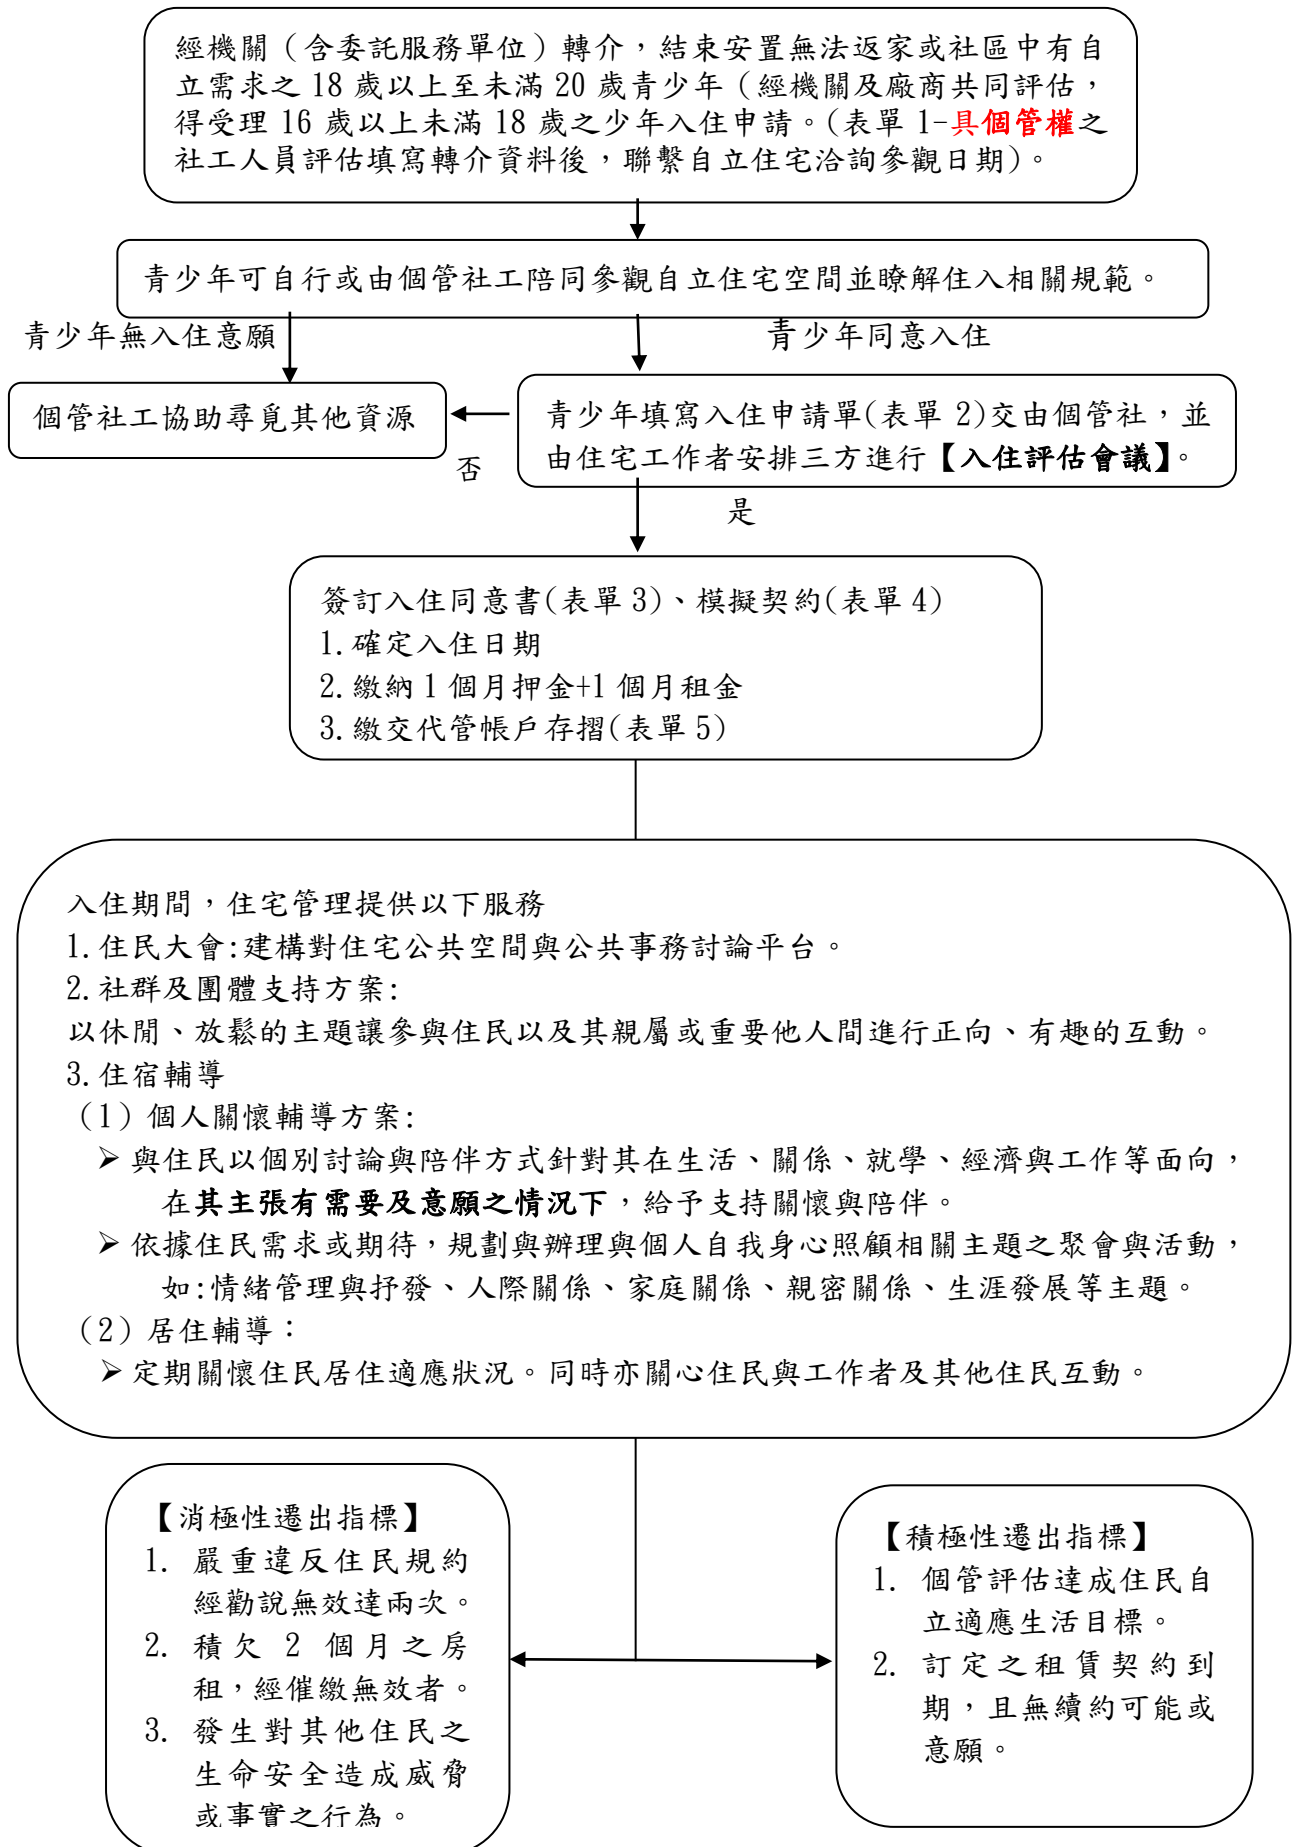 經機關（含委託服務單位）轉介，結束安置無法返家或社區中有自
立需求之 18 歲以上至未滿 20 歲青少年（經機關及廠商共同評估，
得受理 16 歲以上未滿 18 歲之少年入住申請。(表單 1-具個管權之
社工人員評估填寫轉介資料後，聯繫自立住宅洽詢參觀日期)。
青少年可自行或由個管社工陪同參觀自立住宅空間並瞭解住入相關規範。
青少年無入住意願
青少年同意入住
個管社工協助尋覓其他資源
青少年填寫入住申請單(表單 2)交由個管社，並
由住宅工作者安排三方進行【入住評估會議】。
否
是
簽訂入住同意書(表單 3)、模擬契約(表單 4)
1.確定入住日期
2.繳納 1 個月押金+1 個月租金
3.繳交代管帳戶存摺(表單 5)
入住期間，住宅管理提供以下服務
1.住民大會:建構對住宅公共空間與公共事務討論平台。
2.社群及團體支持方案:
以休閒、放鬆的主題讓參與住民以及其親屬或重要他人間進行正向、有趣的互動。
3.住宿輔導
（1）個人關懷輔導方案:
➢ 與住民以個別討論與陪伴方式針對其在生活、關係、就學、經濟與工作等面向，
在其主張有需要及意願之情況下，給予支持關懷與陪伴。
➢ 依據住民需求或期待，規劃與辦理與個人自我身心照顧相關主題之聚會與活動，
如:情緒管理與抒發、人際關係、家庭關係、親密關係、生涯發展等主題。
（2）居住輔導：
➢ 定期關懷住民居住適應狀況。同時亦關心住民與工作者及其他住民互動。
【消極性遷出指標】
1. 嚴重違反住民規約
經勸說無效達兩次。
2. 積欠 2 個月之房
租，經催繳無效者。
3. 發生對其他住民之
生命安全造成威脅
或事實之行為。
【積極性遷出指標】
1. 個管評估達成住民自
立適應生活目標。
2. 訂定之租賃契約到
期，且無續約可能或
意願。